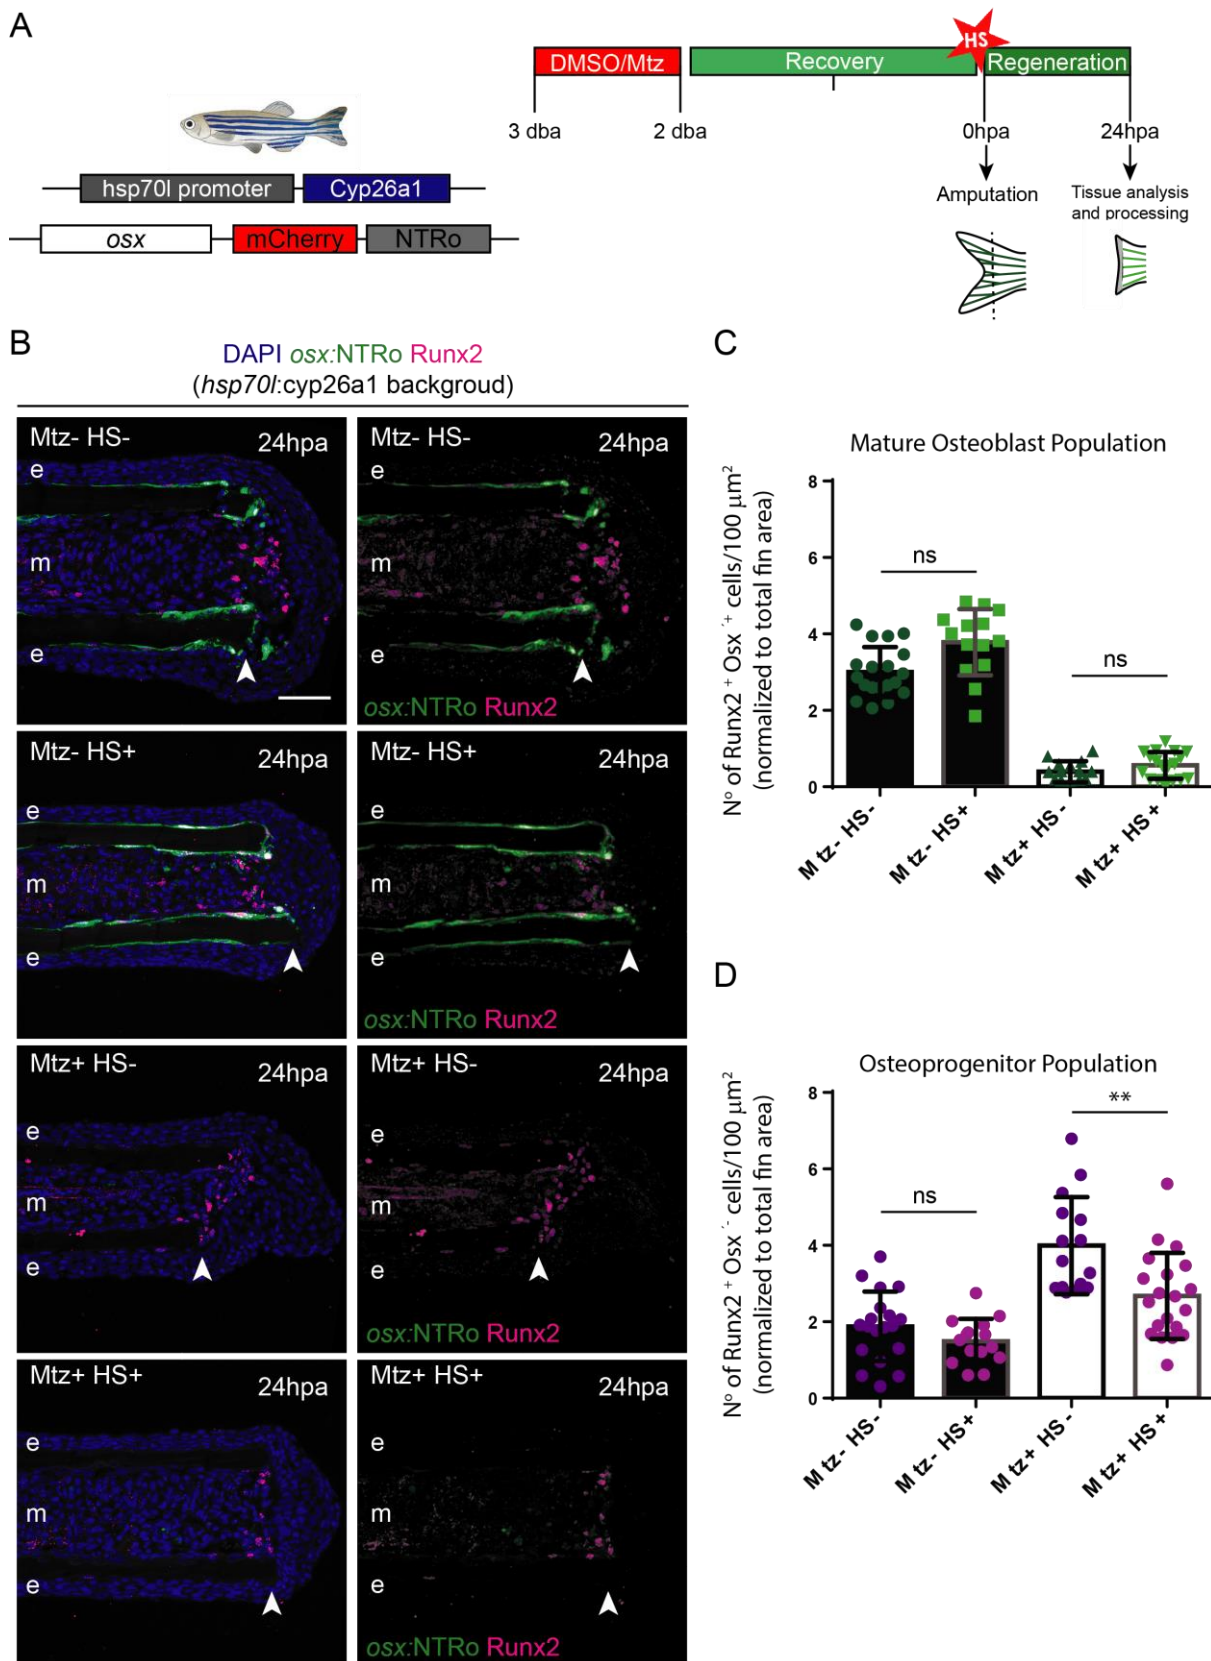 A
DMSO/Mtz
Recovery
HS
Regeneration
3 dba
2 dba
0hpa
24hpa
Amputation
Tissue analysis
and processing
hsp70l promoter
Cyp26a1
osx
mCherry
NTRo
B
DAPI osx:NTRo Runx2
(hsp70l:cyp26a1 backgroud)
Mtz- HS-
24hpa
e
m
e
Mtz- HS-
24hpa
e
m
e
osx:NTRo Runx2
Mtz- HS+
24hpa
e
m
e
Mtz- HS+
24hpa
e
m
e
osx:NTRo Runx2
Mtz+ HS-
24hpa
e
m
e
Mtz+ HS-
24hpa
e
m
e
osx:NTRo Runx2
Mtz+ HS+
24hpa
e
m
e
Mtz+ HS+
24hpa
e
m
e
osx:NTRo Runx2
C
Mature Osteoblast Population
Nº of Runx2 + Osx + cells/100 µm²
(normalized to total fin area)
8
6
4
2
0
ns
ns
M tz- HS-
M tz- HS+
M tz+ HS-
M tz+ HS+
D
Osteoprogenitor Population
Nº of Runx2 + Osx - cells/100 µm²
(normalized to total fin area)
8
6
4
2
0
ns
**
M tz- HS-
M tz- HS+
M tz+ HS-
M tz+ HS+